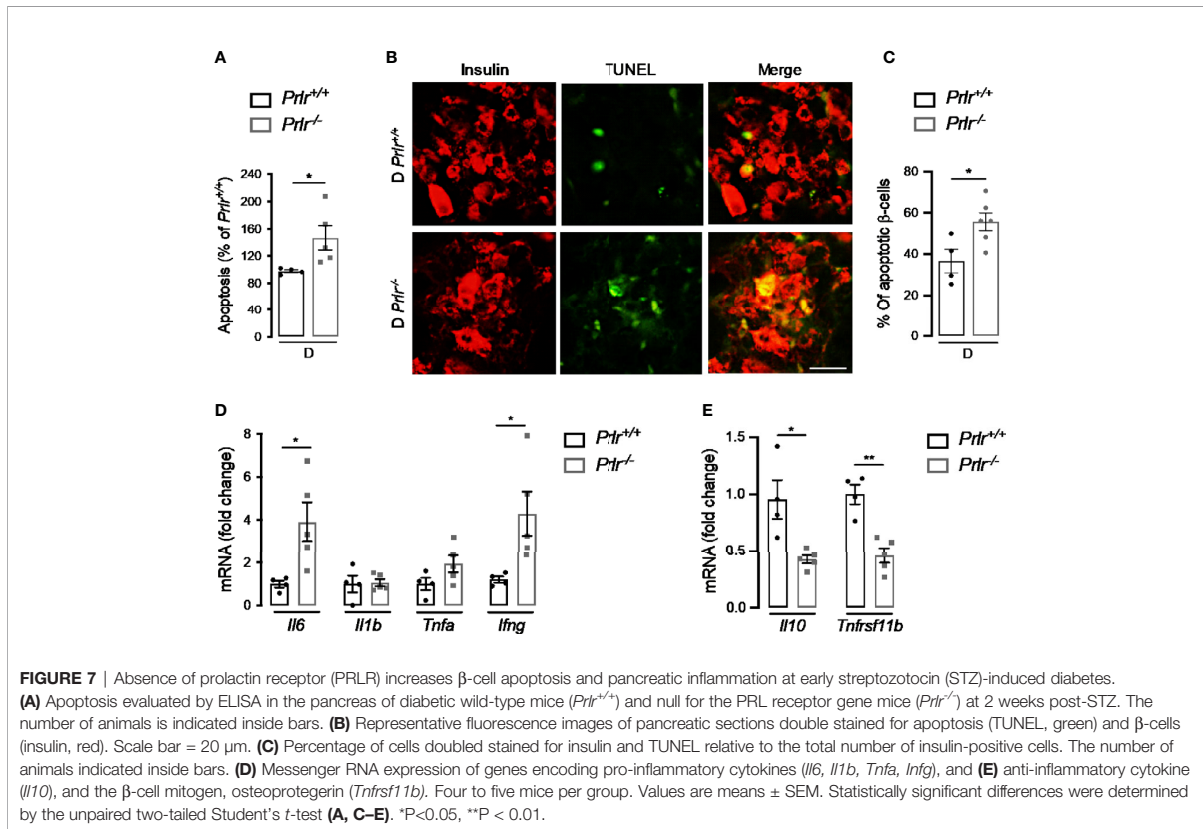 A
Prlr+/+
Prlr-/-
Apoptosis (% of Prlr+/+)
240
200
160
120
80
40
0
*
D
B
Insulin
TUNEL
Merge
D Prlr+/+
D Prlr-/-
C
Prlr+/+
Prlr-/-
% Of apoptotic β-cells
80
60
40
20
0
*
D
D
mRNA (fold change)
8
6
4
2
0
*
*
Il6
Il1b
Tnfa
Ifng
Prlr+/+
Prlr-/-
E
mRNA (fold change)
1.5
1.0
0.5
0.0
*
**
Il10
Tnfrsf11b
Prlr+/+
Prlr-/-
FIGURE 7 | Absence of prolactin receptor (PRLR) increases β-cell apoptosis and pancreatic inflammation at early streptozotocin (STZ)-induced diabetes.
(A) Apoptosis evaluated by ELISA in the pancreas of diabetic wild-type mice (Prlr+/+) and null for the PRL receptor gene mice (Prlr-/-) at 2 weeks post-STZ. The
number of animals is indicated inside bars. (B) Representative fluorescence images of pancreatic sections double stained for apoptosis (TUNEL, green) and β-cells
(insulin, red). Scale bar = 20 μm. (C) Percentage of cells doubled stained for insulin and TUNEL relative to the total number of insulin-positive cells. The number of
animals indicated inside bars. (D) Messenger RNA expression of genes encoding pro-inflammatory cytokines (Il6, Il1b, Tnfa, Infg), and (E) anti-inflammatory cytokine
(Il10), and the β-cell mitogen, osteoprotegerin (Tnfrsf11b). Four to five mice per group. Values are means ± SEM. Statistically significant differences were determined
by the unpaired two-tailed Student's t-test (A, C–E). *P<0.05, **P < 0.01.